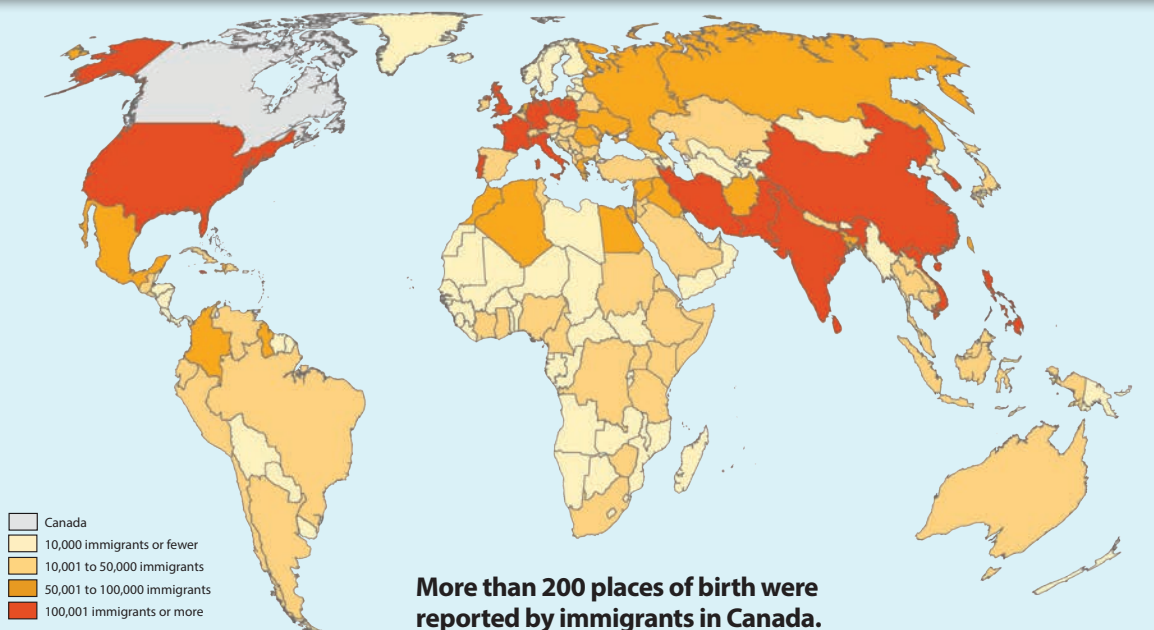 Canada
10,000 immigrants or fewer
10,001 to 50,000 immigrants
50,001 to 100,000 immigrants
100,001 immigrants or more
More than 200 places of birth were
reported by immigrants in Canada.